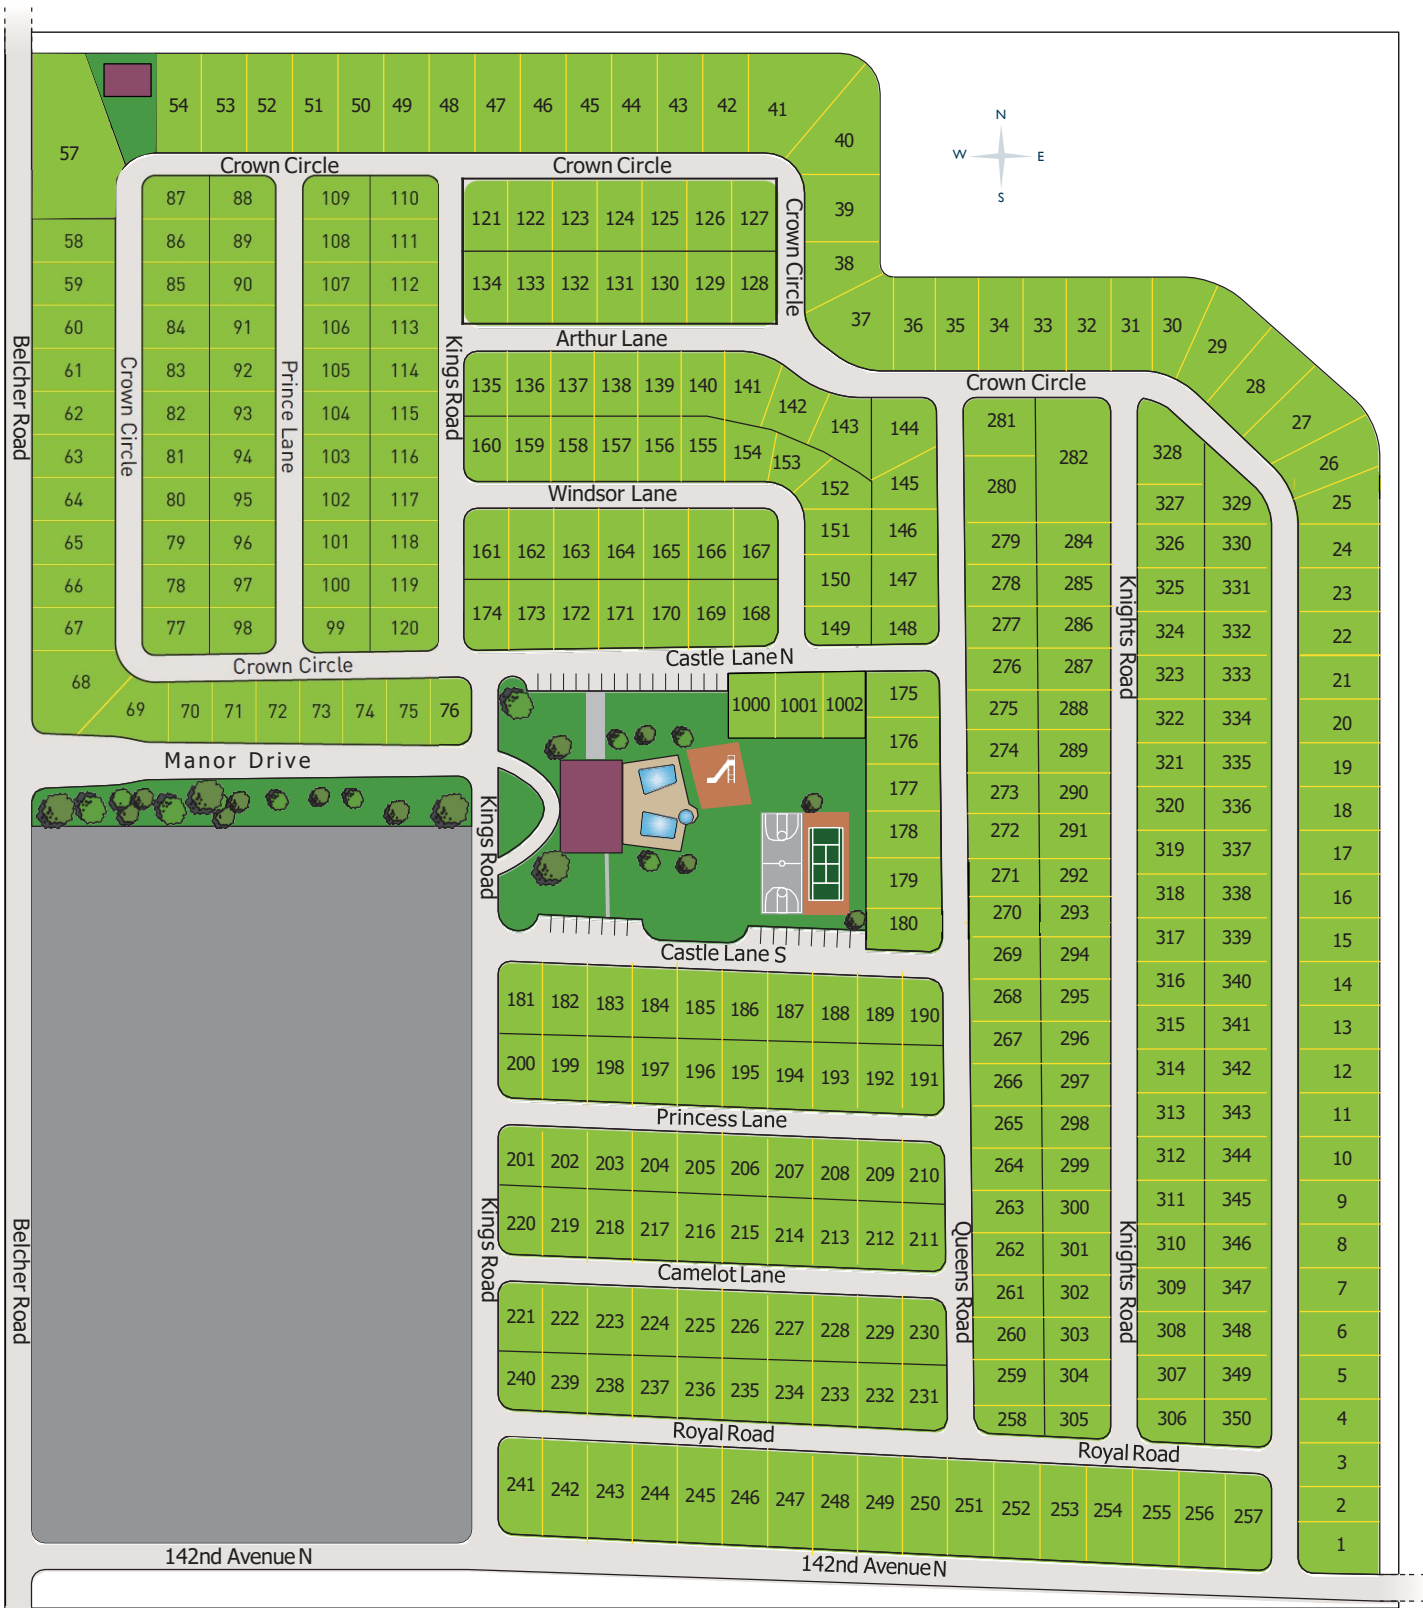 54 53 52 51 50 49 48 47 46 45 44 43 42 41
40
57
N
W E
S
Crown Circle
Crown Circle
87 88 109 110
121 122 123 124 125 126 127
39
58 86 89 108 111
Crown Circle
38
59 85 90 107 112
134 133 132 131 130 129 128
60 84 91 106 113
37 36 35 34 33 32 31 30
29
Arthur Lane
Belcher Road
Crown Circle
Prince Lane
Kings Road
61 83 92 105 114
135 136 137 138 139 140 141
142
Crown Circle
28
62 82 93 104 115
143 144
281
27
63 81 94 103 116
160 159 158 157 156 155 154 153
282
328
26
64 80 95 102 117
Windsor Lane
152 145
280
327 329
25
65 79 96 101 118
161 162 163 164 165 166 167
151 146
279 284
326 330
24
66 78 97 100 119
150 147
278 285
325 331
23
Knights Road
67 77 98 99 120
174 173 172 171 170 169 168
149 148
277 286
324 332
22
Crown Circle
Castle Lane N
276 287
323 333
21
68
69 70 71 72 73 74 75 76
1000 1001 1002
175
275 288
322 334
20
176
274 289
321 335
19
Manor Drive
177
273 290
320 336
18
Kings Road
178
272 291
319 337
17
179
271 292
318 338
16
180
270 293
317 339
15
Castle Lane S
269 294
316 340
14
181 182 183 184 185 186 187 188 189 190
268 295
315 341
13
200 199 198 197 196 195 194 193 192 191
267 296
314 342
12
266 297
313 343
11
Princess Lane
265 298
312 344
10
201 202 203 204 205 206 207 208 209 210
264 299
311 345
9
220 219 218 217 216 215 214 213 212 211
263 300
310 346
8
Belcher Road
Kings Road
Queens Road
Knights Road
262 301
309 347
7
Camelot Lane
261 302
308 348
6
221 222 223 224 225 226 227 228 229 230
260 303
307 349
5
240 239 238 237 236 235 234 233 232 231
259 304
306 350
4
258 305
Royal Road
Royal Road
3
241 242 243 244 245 246 247 248 249 250 251 252 253 254 255 256 257
2
1
142nd Avenue N
142nd Avenue N